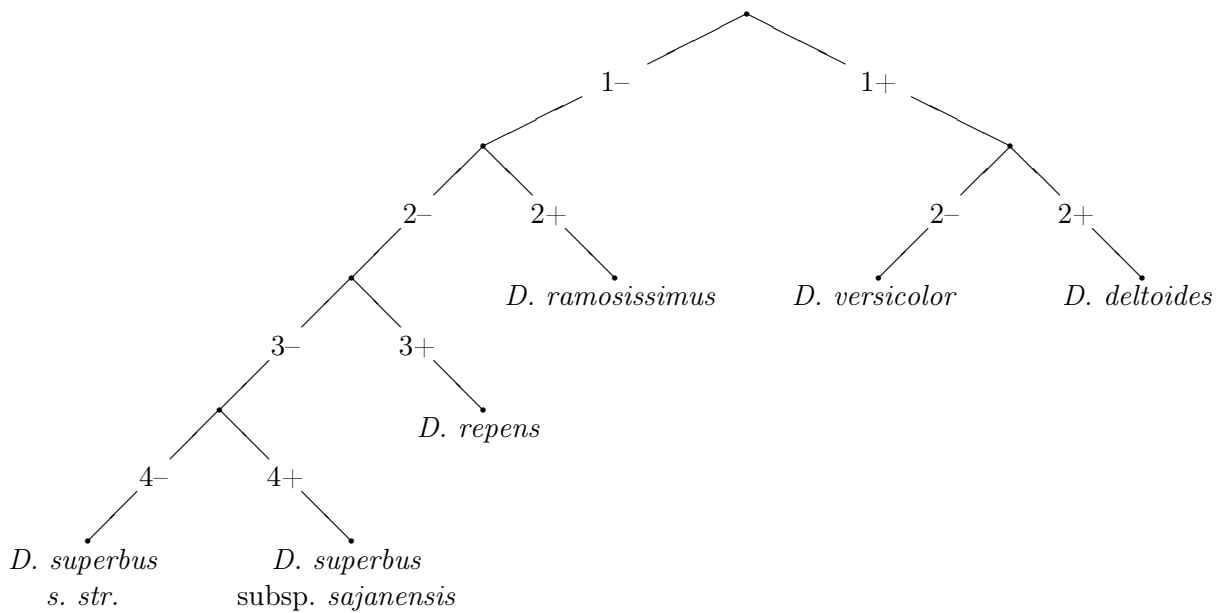 1–
1+
2–
2+
2–
2+
D. ramosissimus
D. versicolor
D. deltoides
3–
3+
D. repens
4–
4+
D. superbus
s. str.
D. superbus
subsp. sajanensis